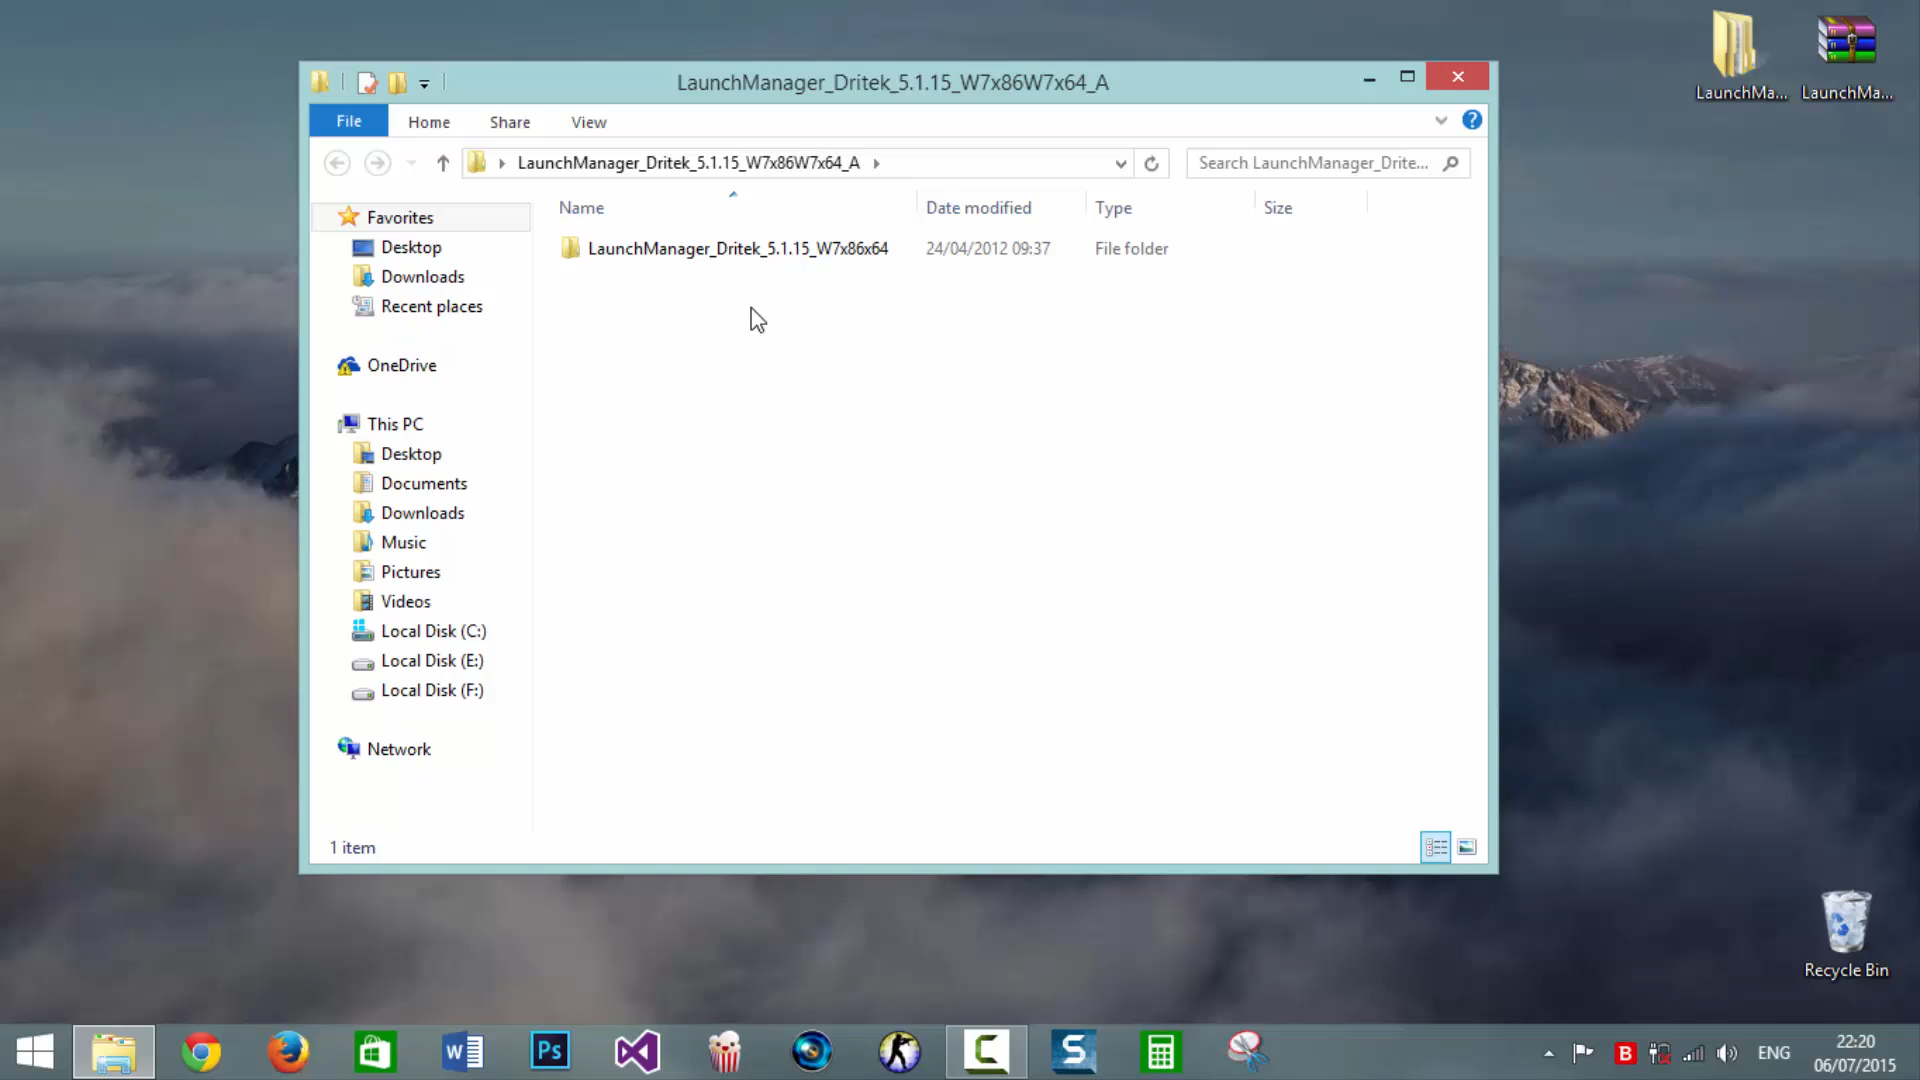 LaunchMa...
LaunchMa...
LaunchManager_Dritek_5.1.15_W7x86W7x64_A
File
Home
Share
View
LaunchManager_Dritek_5.1.15_W7x86W7x64_A
Search LaunchManager_Drite...
Name
Date modified
Type
Size
LaunchManager_Dritek_5.1.15_W7x86x64
24/04/2012 09:37
File folder
Favorites
Desktop
Downloads
Recent places
OneDrive
This PC
Desktop
Documents
Downloads
Music
Pictures
Videos
Local Disk (C:)
Local Disk (E:)
Local Disk (F:)
Network
1 item
Recycle Bin
W
Ps
C
S
B
ENG
22:20
06/07/2015